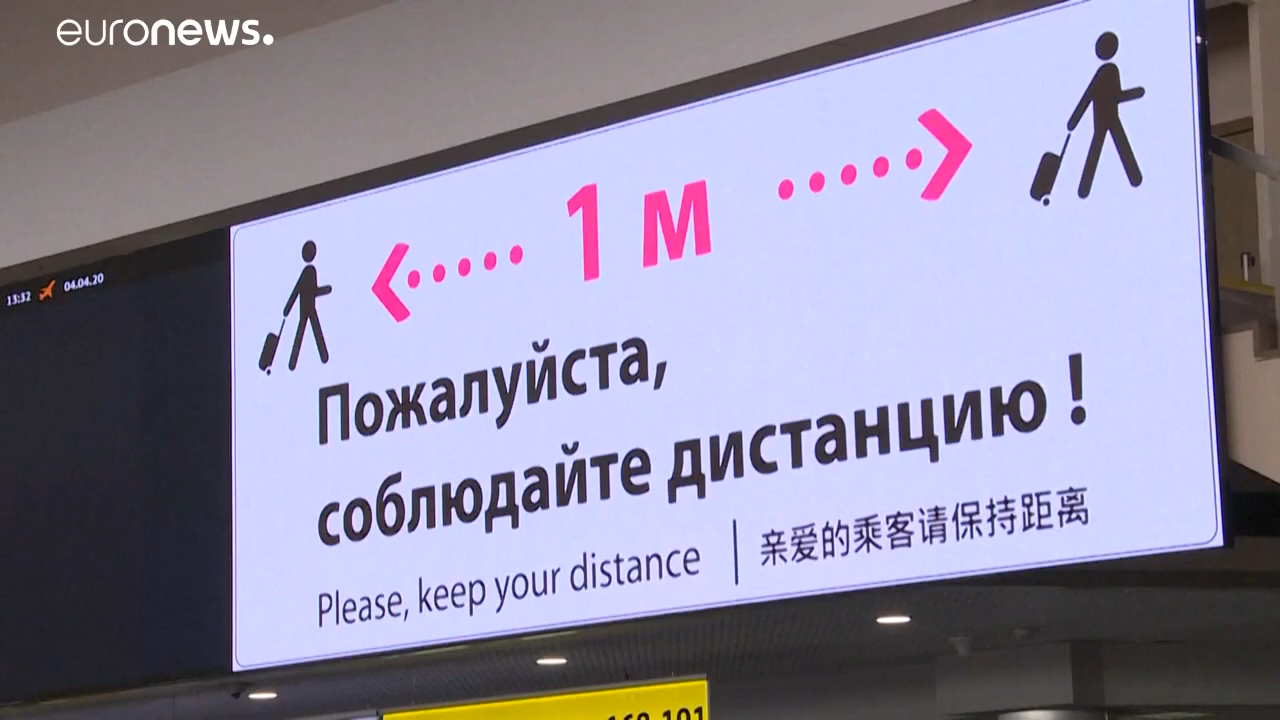 euronews.
1 м
13:32 04.04.20
Пожалуйста,
соблюдайте дистанцию !
Please, keep your distance
亲爱的乘客请保持距离